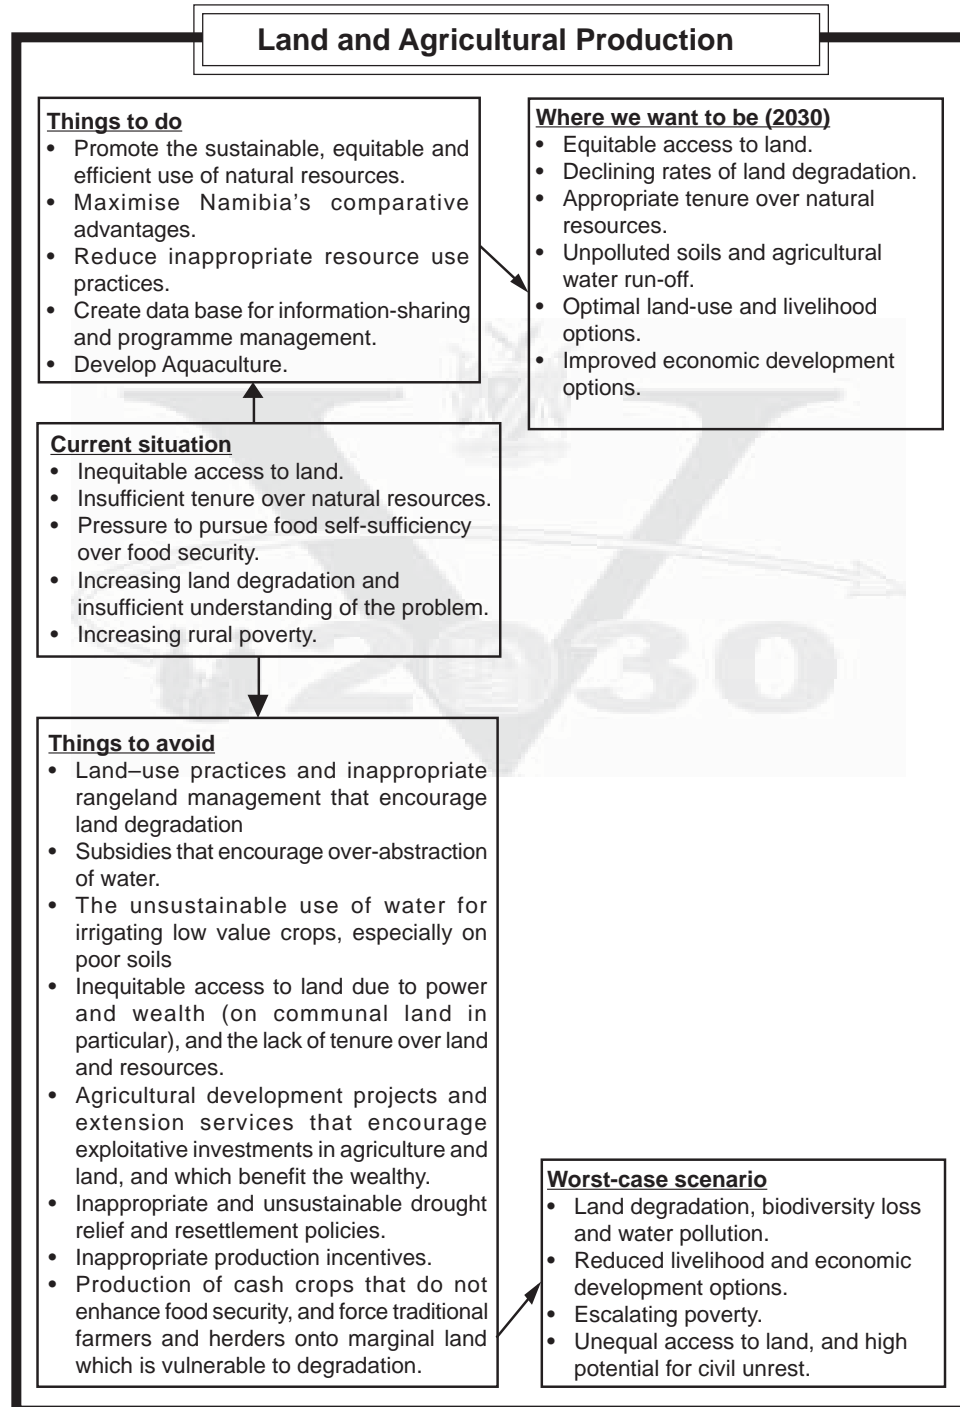 Land and Agricultural Production
Things to do
• Promote the sustainable, equitable and
efficient use of natural resources.
• Maximise Namibia's comparative
advantages.
• Reduce inappropriate resource use
practices.
• Create data base for information-sharing
and programme management.
• Develop Aquaculture.
Where we want to be (2030)
• Equitable access to land.
• Declining rates of land degradation.
• Appropriate tenure over natural
resources.
• Unpolluted soils and agricultural
water run-off.
• Optimal land-use and livelihood
options.
• Improved economic development
options.
Current situation
• Inequitable access to land.
• Insufficient tenure over natural resources.
• Pressure to pursue food self-sufficiency
over food security.
• Increasing land degradation and
insufficient understanding of the problem.
• Increasing rural poverty.
V
2030
Things to avoid
• Land–use practices and inappropriate
rangeland management that encourage
land degradation
• Subsidies that encourage over-abstraction
of water.
• The unsustainable use of water for
irrigating low value crops, especially on
poor soils
• Inequitable access to land due to power
and wealth (on communal land in
particular), and the lack of tenure over land
and resources.
• Agricultural development projects and
extension services that encourage
exploitative investments in agriculture and
land, and which benefit the wealthy.
• Inappropriate and unsustainable drought
relief and resettlement policies.
• Inappropriate production incentives.
• Production of cash crops that do not
enhance food security, and force traditional
farmers and herders onto marginal land
which is vulnerable to degradation.
Worst-case scenario
• Land degradation, biodiversity loss
and water pollution.
• Reduced livelihood and economic
development options.
• Escalating poverty.
• Unequal access to land, and high
potential for civil unrest.